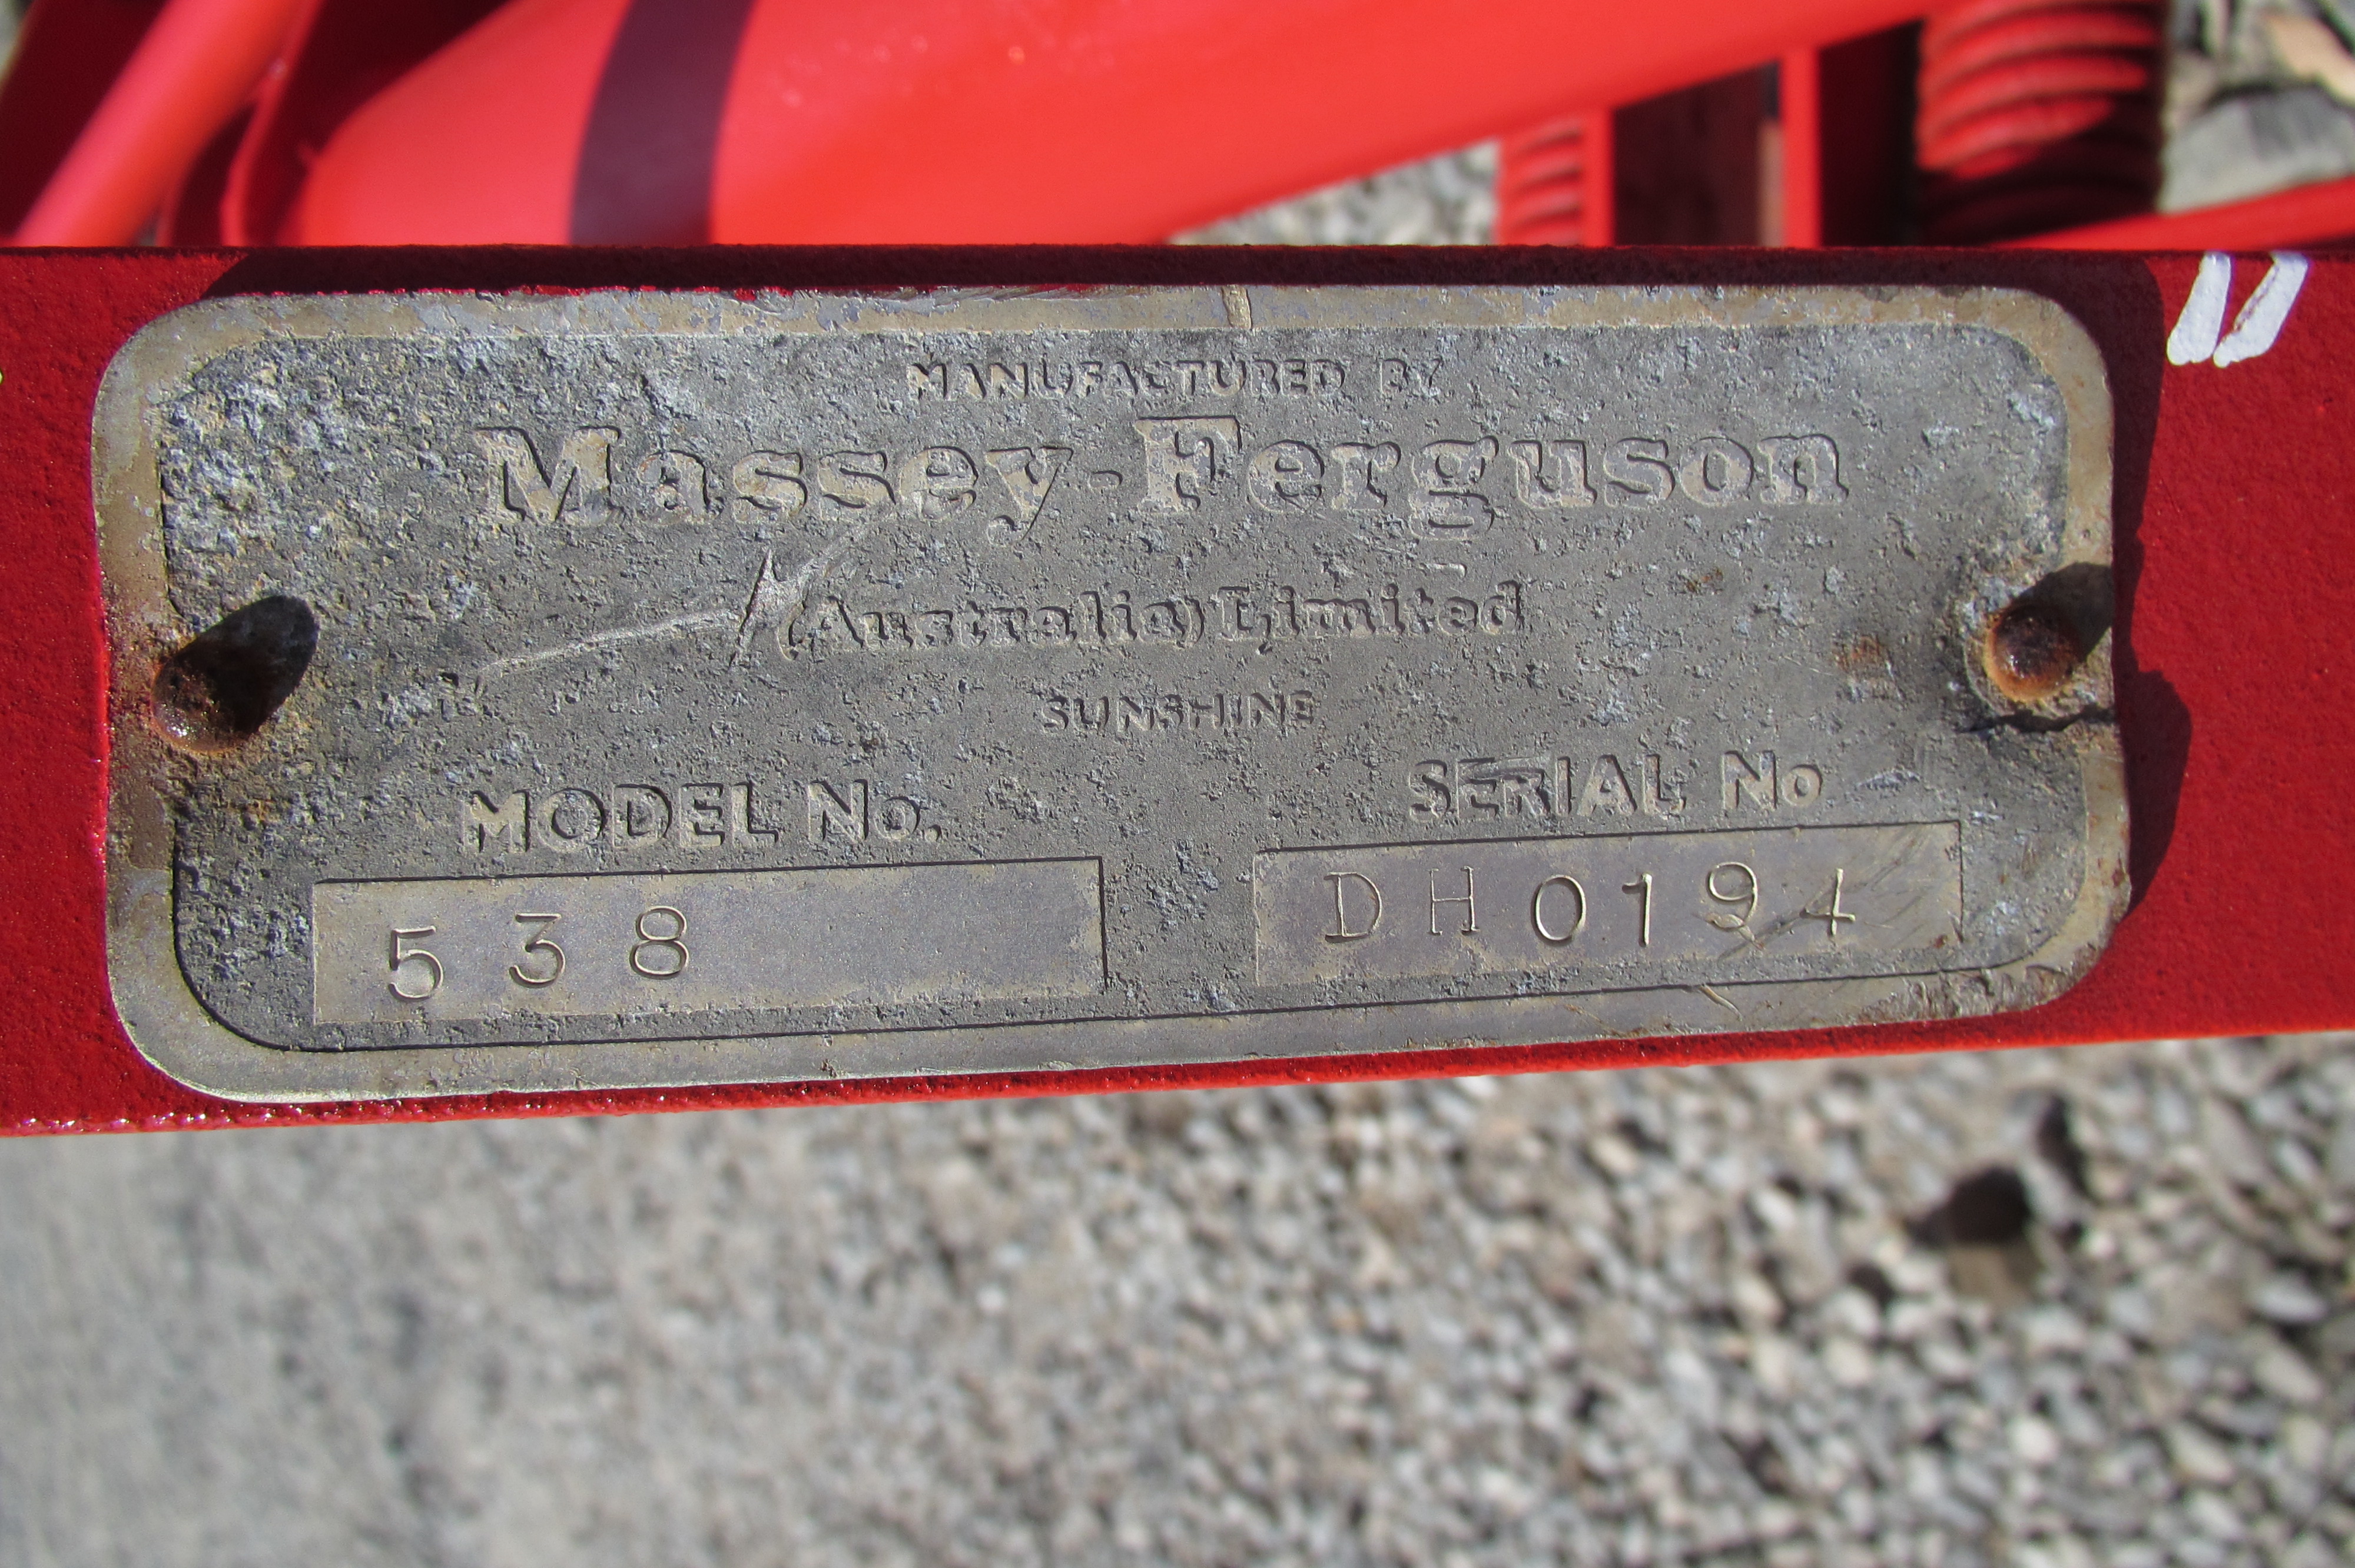 MANUFACTURED BY
Massey-Ferguson
(Australia) Limited
SUNSHINE
MODEL No. SERIAL No
538 DH0194